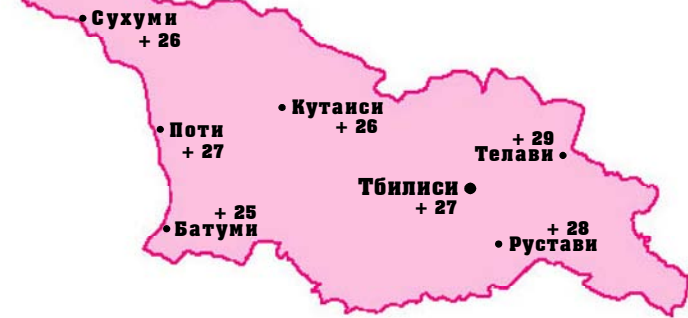 Сухуми
+ 26
Кутаиси
+ 26
Поти
+ 27
+ 29
Телави
Тбилиси
+ 27
+ 25
Батуми
+ 28
Рустави